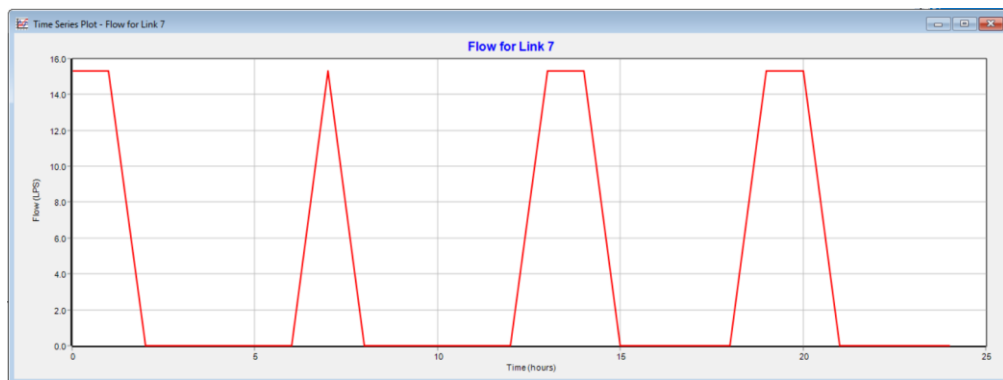 Time Series Plot - Flow for Link 7
Flow for Link 7
16.0
14.0
12.0
10.0
8.0
6.0
4.0
2.0
0.0
Flow (LPS)
0 5 10 15 20 25
Time (hours)